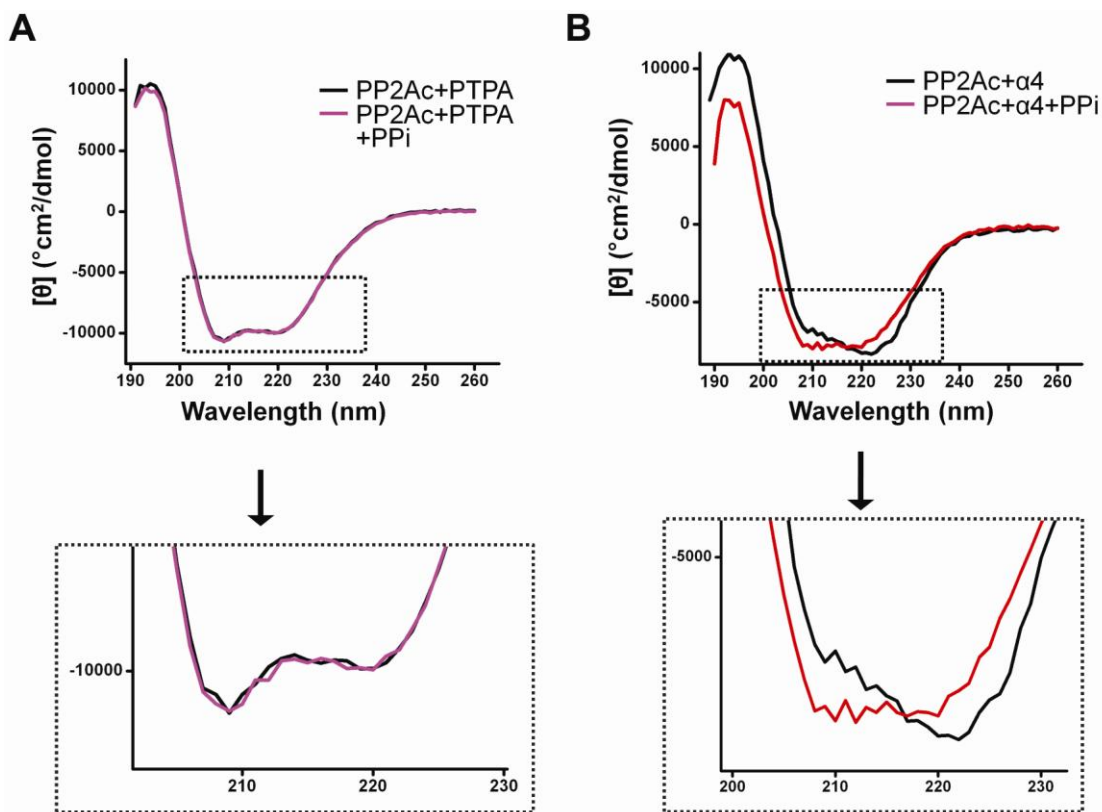 A
PP2Ac+PTPA
PP2Ac+PTPA
+PPi
10000
5000
0
-5000
-10000
[θ] (°cm²/dmol)
190 200 210 220 230 240 250 260
Wavelength (nm)
-10000
210 220 230
B
PP2Ac+α4
PP2Ac+α4+PPi
10000
5000
0
-5000
[θ] (°cm²/dmol)
190 200 210 220 230 240 250 260
Wavelength (nm)
-5000
200 210 220 230